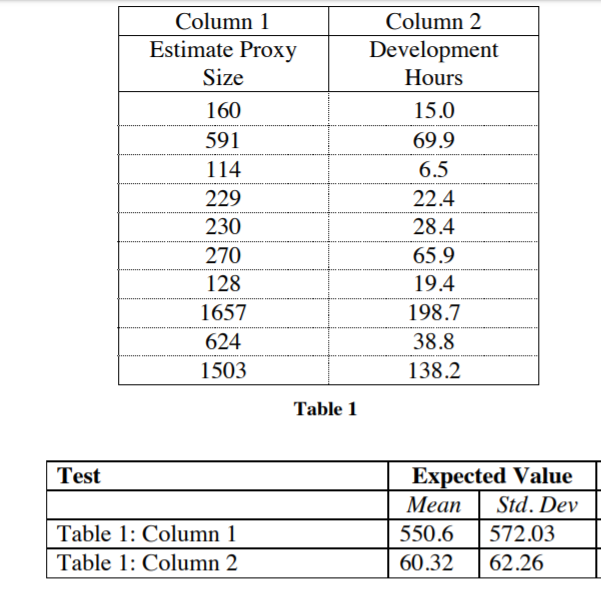 Column 1 Column 2
Estimate Proxy Development
Size Hours
160 15.0
591 69.9
114 6.5
229 22.4
230 28.4
270 65.9
128 19.4
1657 198.7
624 38.8
1503 138.2
Table 1
Test Expected Value
Mean Std. Dev
Table 1: Column 1 550.6 572.03
Table 1: Column 2 60.32 62.26